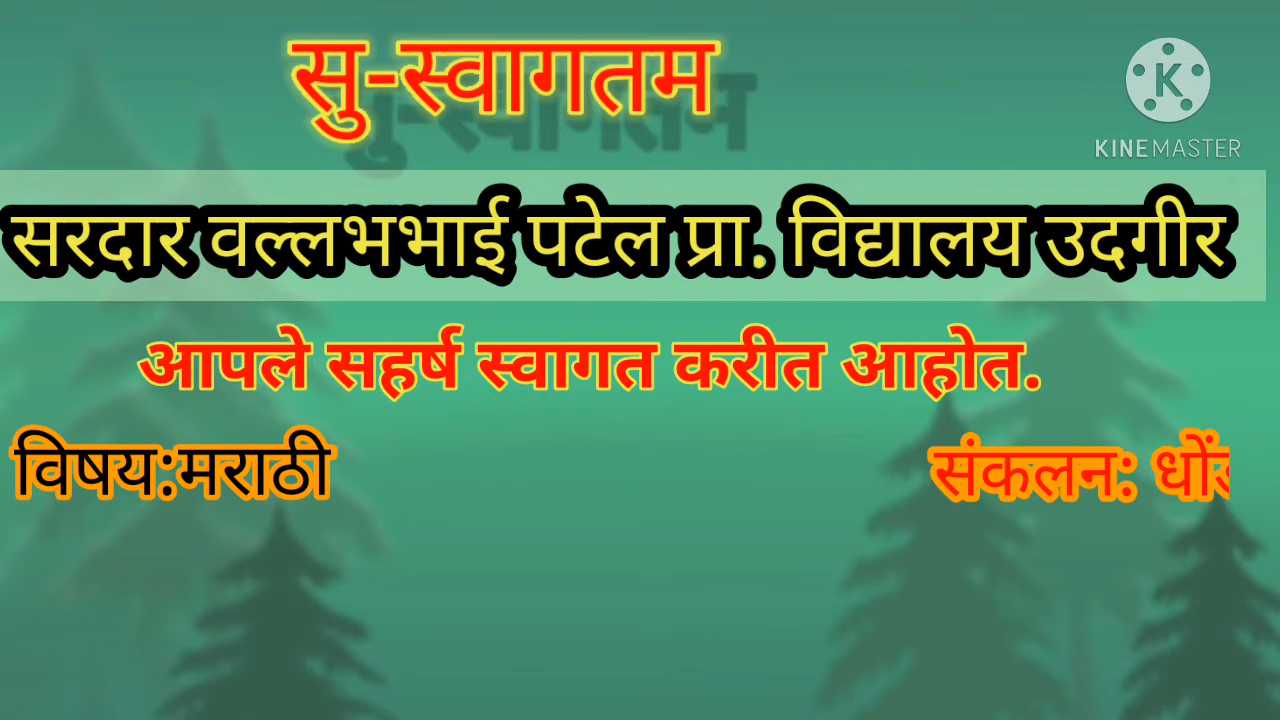 सु-स्वागतम
KINEMASTER
सरदार वल्लभभाई पटेल प्रा. विद्यालय उदगीर
आपले सहर्ष स्वागत करीत आहोत.
विषय:मराठी
संकलन: